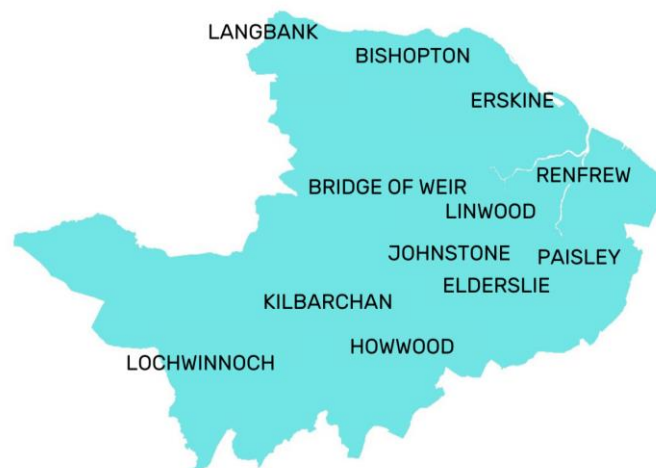 LANGBANK
BISHOPTON
ERSKINE
RENFREW
BRIDGE OF WEIR
LINWOOD
JOHNSTONE
PAISLEY
ELDERSLIE
KILBARCHAN
HOWWOOD
LOCHWINNOCH